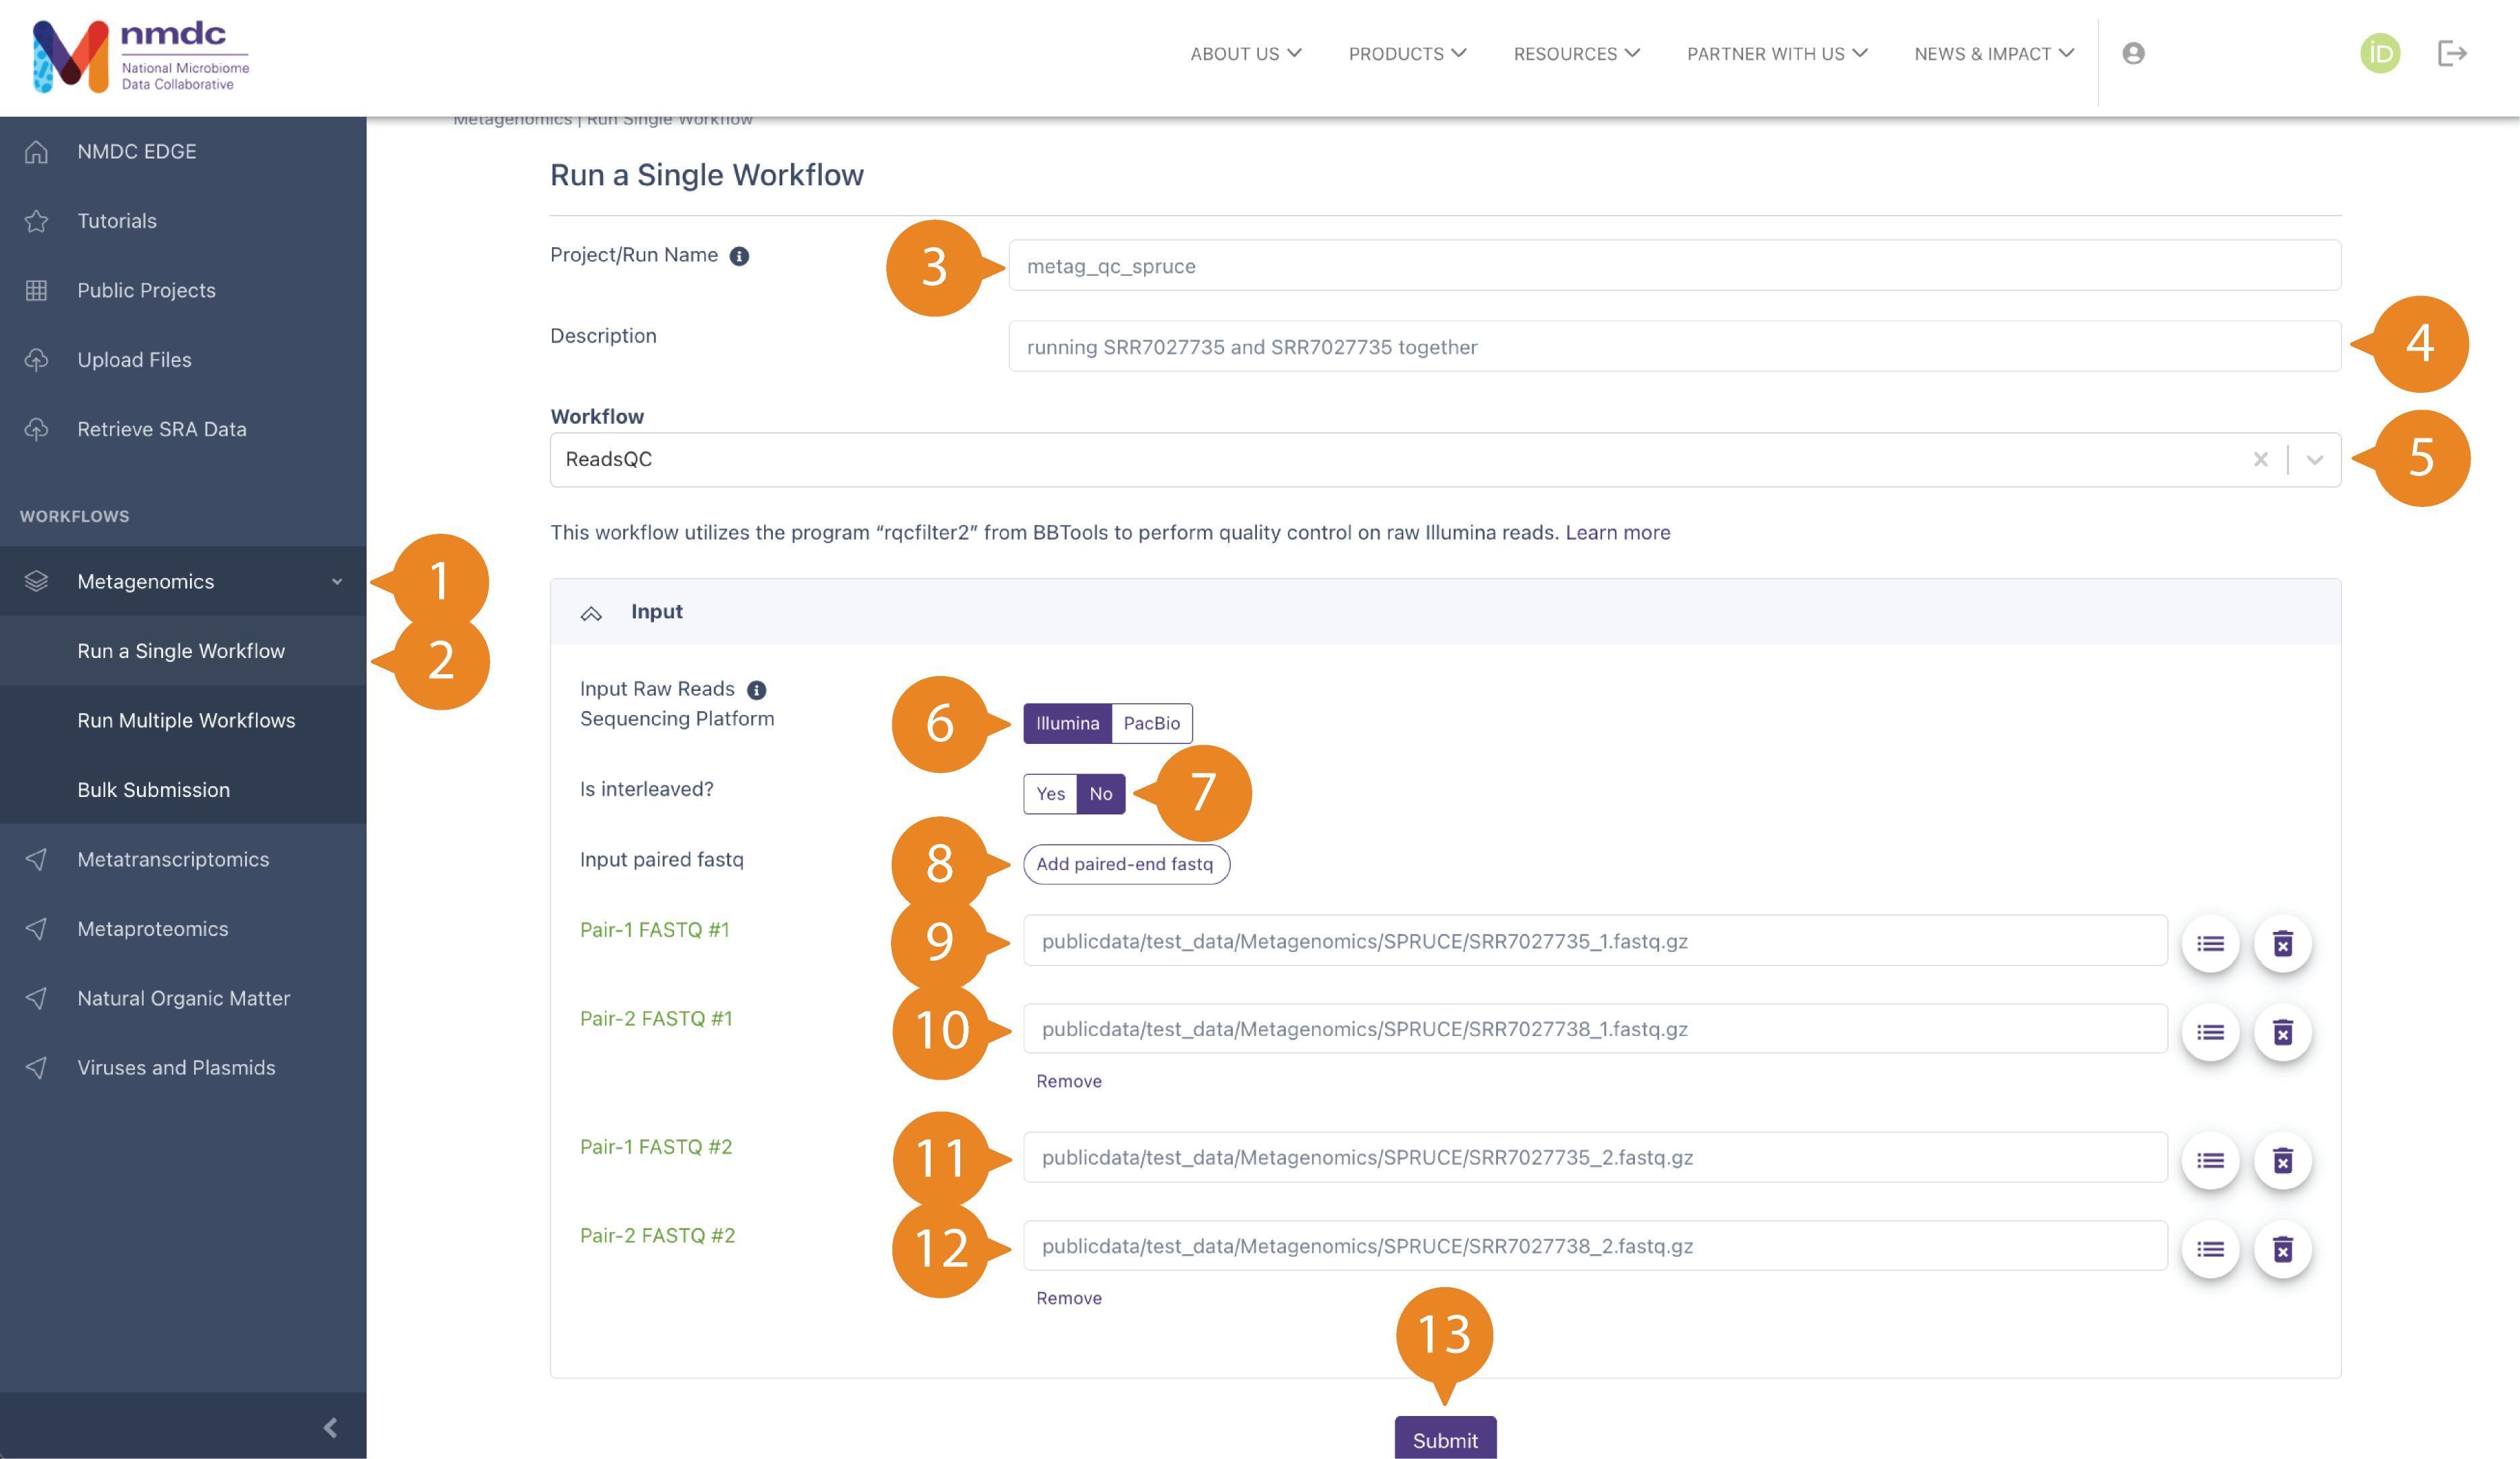 nmdc
National Microbiome
Data Collaborative
ABOUT US
PRODUCTS
RESOURCES
PARTNER WITH US
NEWS & IMPACT
iD
NMDC EDGE
Tutorials
Public Projects
Upload Files
Retrieve SRA Data
WORKFLOWS
Metagenomics
1
Run a Single Workflow
2
Run Multiple Workflows
Bulk Submission
Metatranscriptomics
Metaproteomics
Natural Organic Matter
Viruses and Plasmids
Metagenomics | Run Single Workflow
Run a Single Workflow
Project/Run Name
3
metag_qc_spruce
Description
running SRR7027735 and SRR7027735 together
4
Workflow
ReadsQC
5
This workflow utilizes the program “rqcfilter2” from BBTools to perform quality control on raw Illumina reads. Learn more
Input
Input Raw Reads
Sequencing Platform
6
Illumina PacBio
Is interleaved?
Yes No
7
Input paired fastq
8
Add paired-end fastq
Pair-1 FASTQ #1
9
publicdata/test_data/Metagenomics/SPRUCE/SRR7027735_1.fastq.gz
Pair-2 FASTQ #1
10
publicdata/test_data/Metagenomics/SPRUCE/SRR7027738_1.fastq.gz
Remove
Pair-1 FASTQ #2
11
publicdata/test_data/Metagenomics/SPRUCE/SRR7027735_2.fastq.gz
Pair-2 FASTQ #2
12
publicdata/test_data/Metagenomics/SPRUCE/SRR7027738_2.fastq.gz
Remove
13
Submit